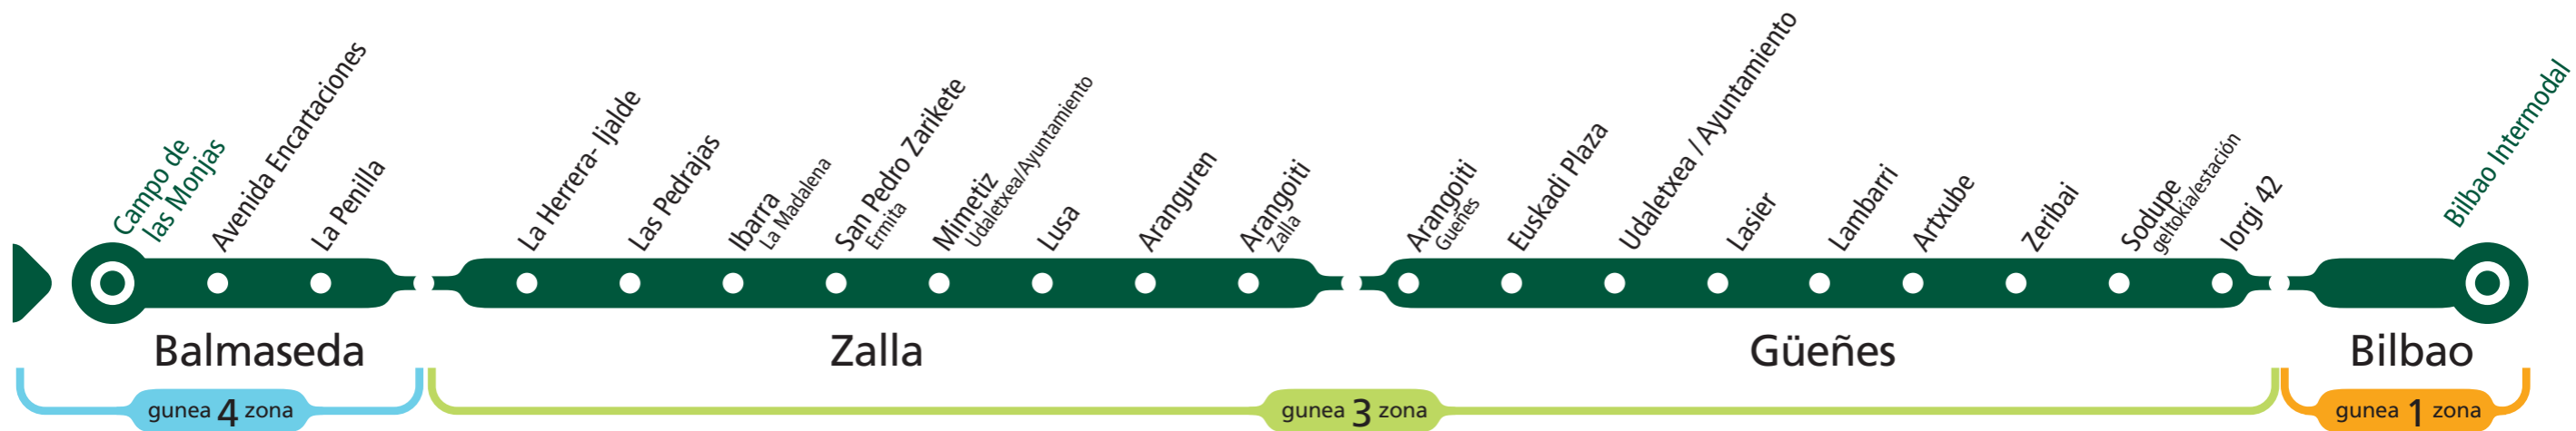 Campo de
las Monjas
Avenida Encartaciones
La Penilla
La Herrera- Ijalde
Las Pedrajas
Ibarra
La Madalena
San Pedro Zarikete
Ermita
Mimetiz
Udaletxea/Ayuntamiento
Lusa
Aranguren
Arangoiti
Zalla
Arangoiti
Gueñes
Euskadi Plaza
Udaletxea / Ayuntamiento
Lasier
Lambarri
Artxube
Zeribai
Sodupe
geltokia/estación
Iorgi 42
Bilbao Intermodal
Balmaseda
Zalla
Güeñes
Bilbao
gunea 4 zona
gunea 3 zona
gunea 1 zona